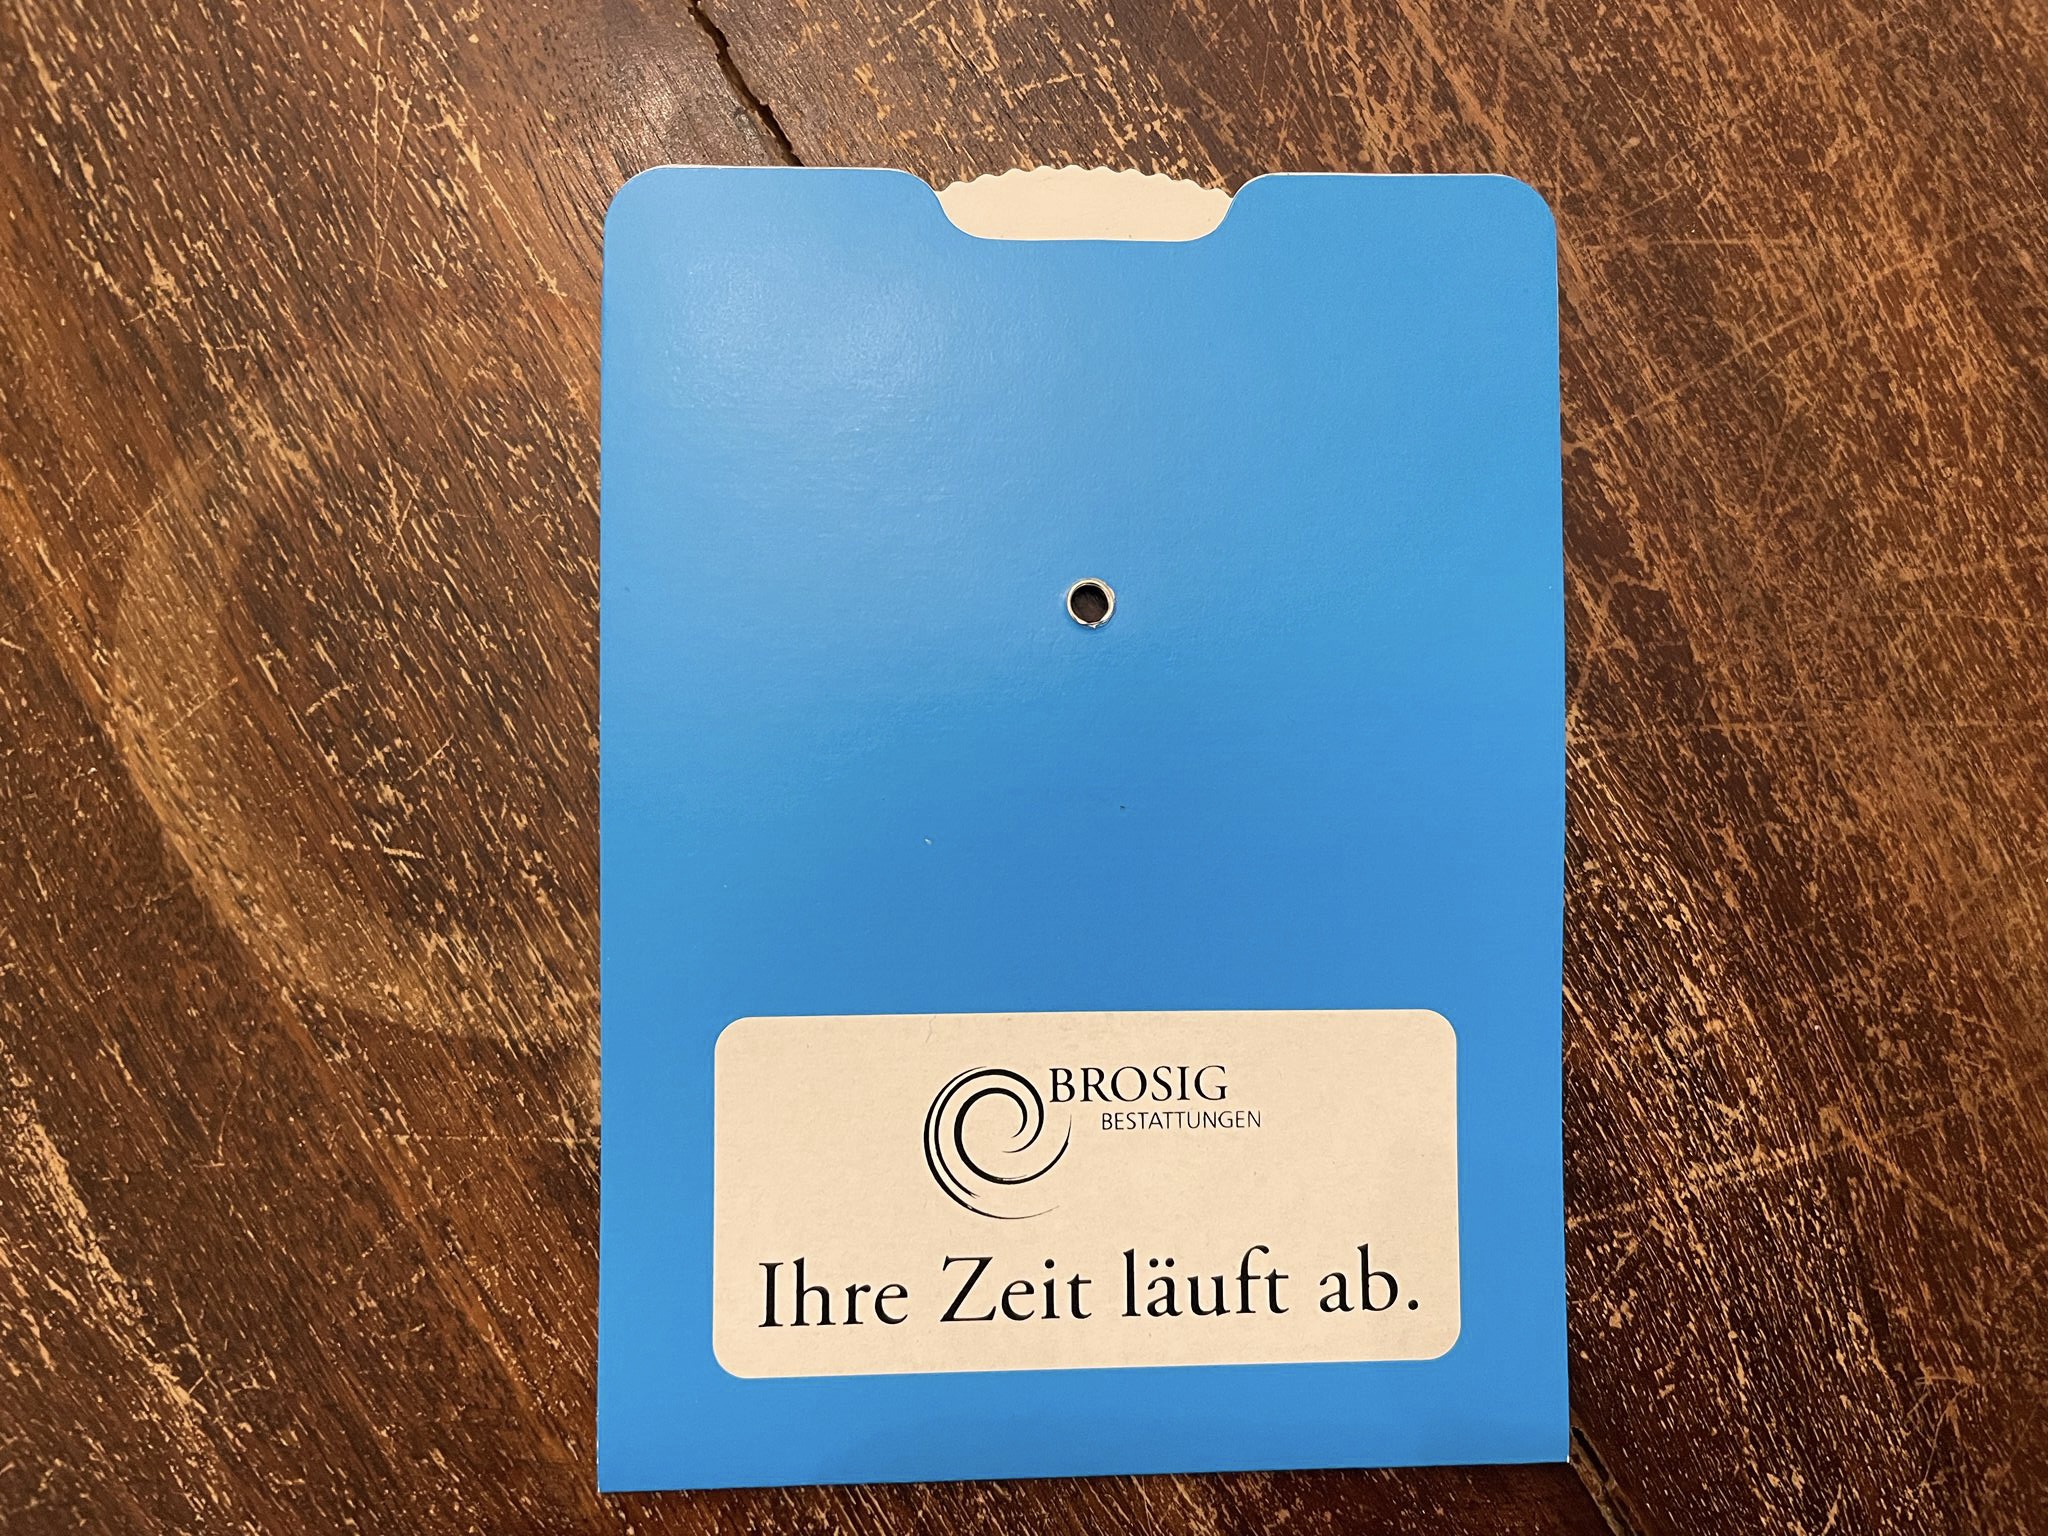 BROSIG
BESTATTUNGEN
Ihre Zeit läuft ab.